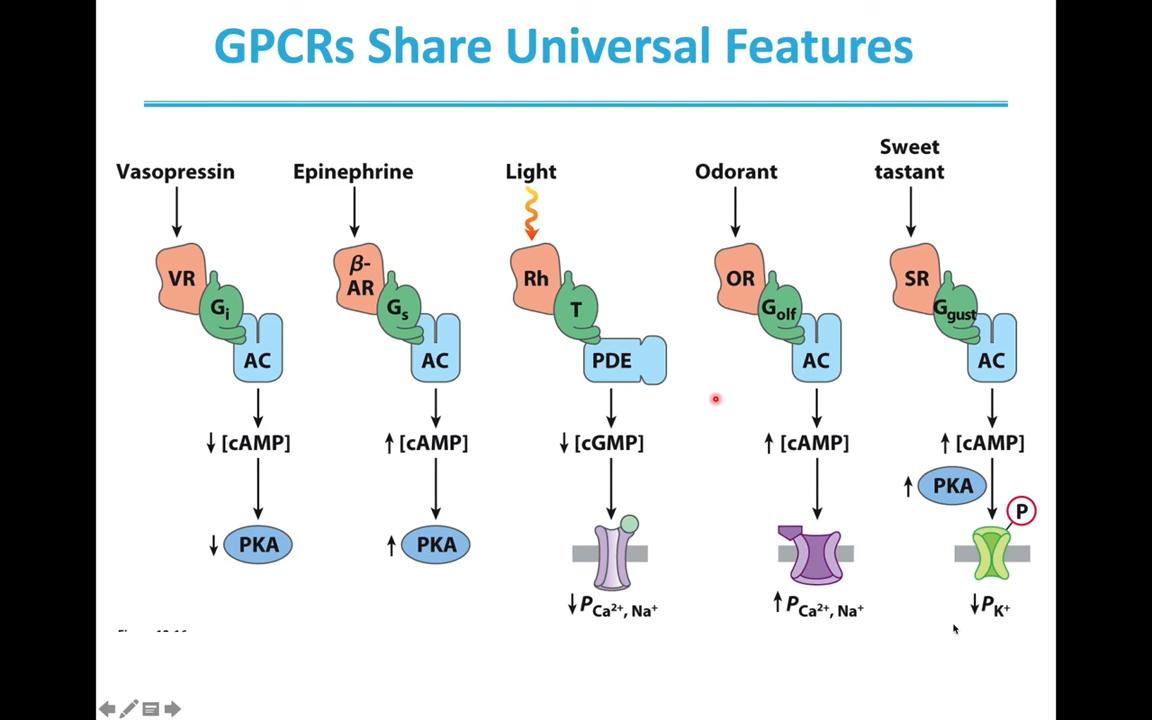 GPCRs Share Universal Features
Vasopressin
VR
Gi
AC
↓ [cAMP]
↓ PKA
Epinephrine
β-
AR
Gs
AC
↑ [cAMP]
↑ PKA
Light
Rh
T
PDE
↓ [cGMP]
↓ PCa2+, Na+
Odorant
OR
Golf
AC
↑ [cAMP]
↑ PCa2+, Na+
Sweet
tastant
SR
Ggust
AC
↑ [cAMP]
↑ PKA
P
↓ PK+